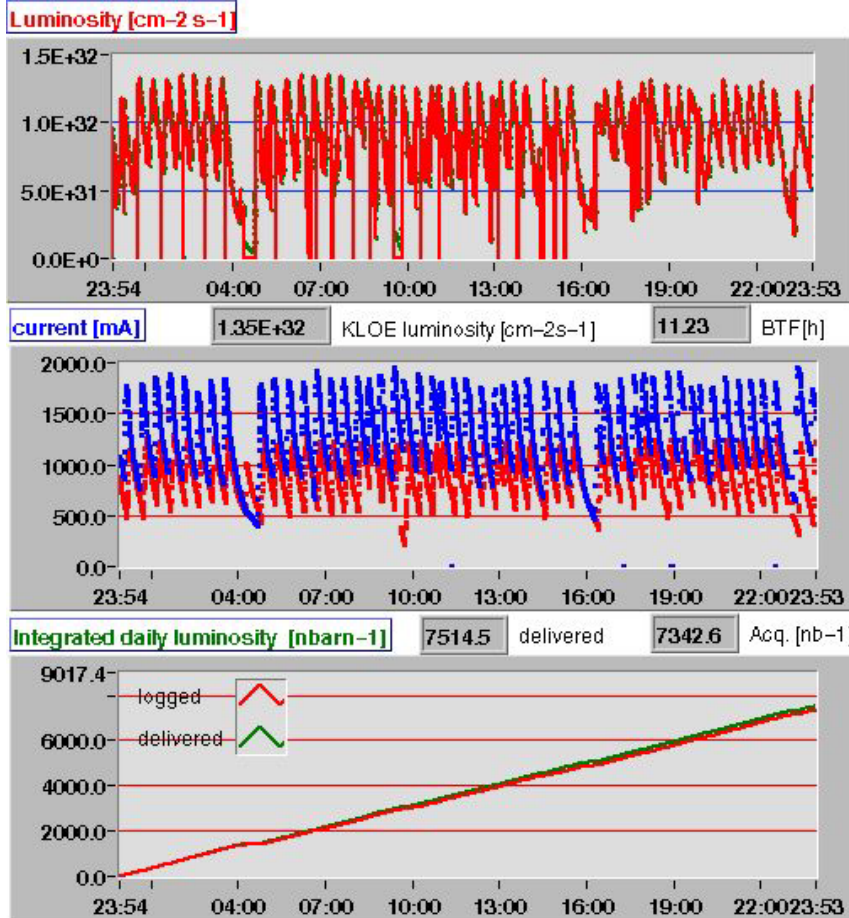 Luminosity [cm-2 s-1]
1.5E+32
1.0E+32
5.0E+31
0.0E+0
23:54 04:00 07:00 10:00 13:00 16:00 19:00 22:00 23:53
current [mA] 1.35E+32 KLOE luminosity [cm-2s-1] 11.23 BTF[h]
2000.0
1500.0
1000.0
500.0
0.0
23:54 04:00 07:00 10:00 13:00 16:00 19:00 22:00 23:53
Integrated daily luminosity [nbarn-1] 7514.5 delivered 7342.6 Acq. [nb-1]
9017.4
logged
delivered
6000.0
4000.0
2000.0
0.0
23:54 04:00 07:00 10:00 13:00 16:00 19:00 22:00 23:53